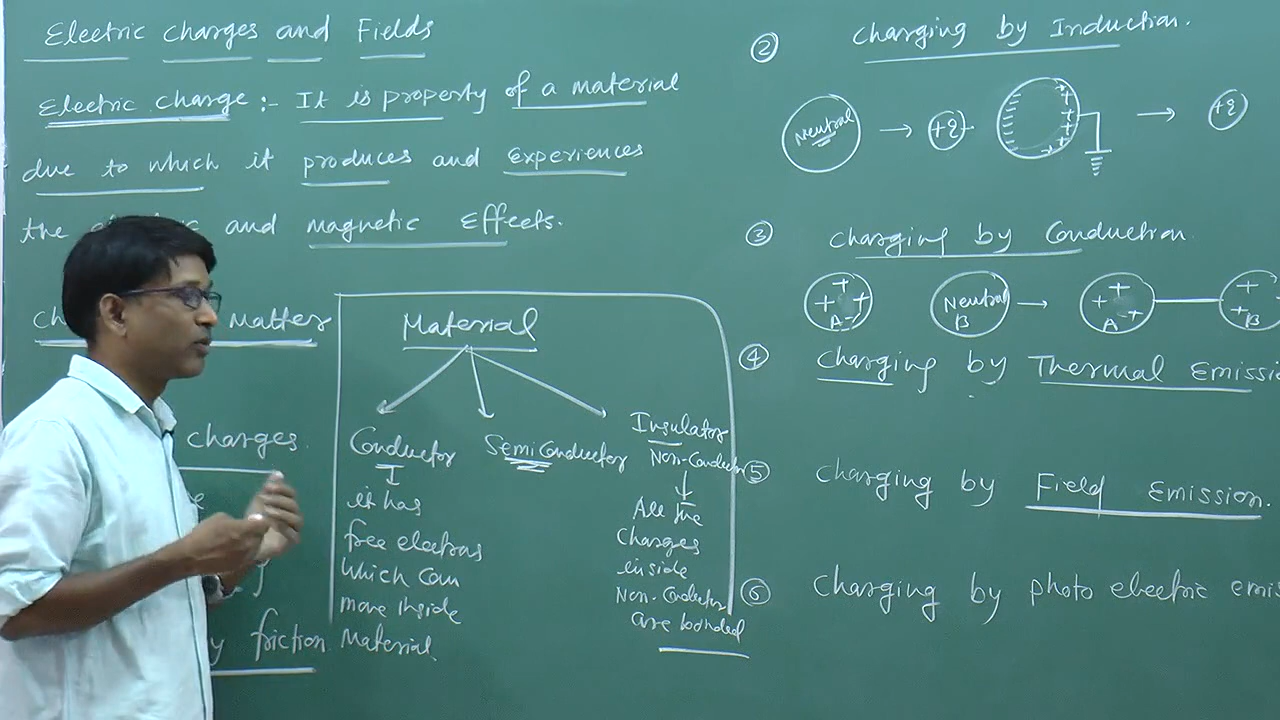 Electric charges and Fields
Electric charge :- It is property of a material
due to which it produces and experiences
the and magnetic Effects.
Matter
charges.
y friction
Material
Conductor
it has
free electrons
which can
move inside
Material
SemiConductor
Insulator
Non-Conductor
All the
Charges
inside
Non-Conductor
are bonded
② Charging by Induction.
Neutral → +q - - - - - - - - + + + + + + → +q
③ Charging by Conduction
+ + + + A Neutral B → + + + A + + B
④ Charging by Thermal Emissi
⑤ Charging by Field Emission.
⑥ Charging by photo electric emis